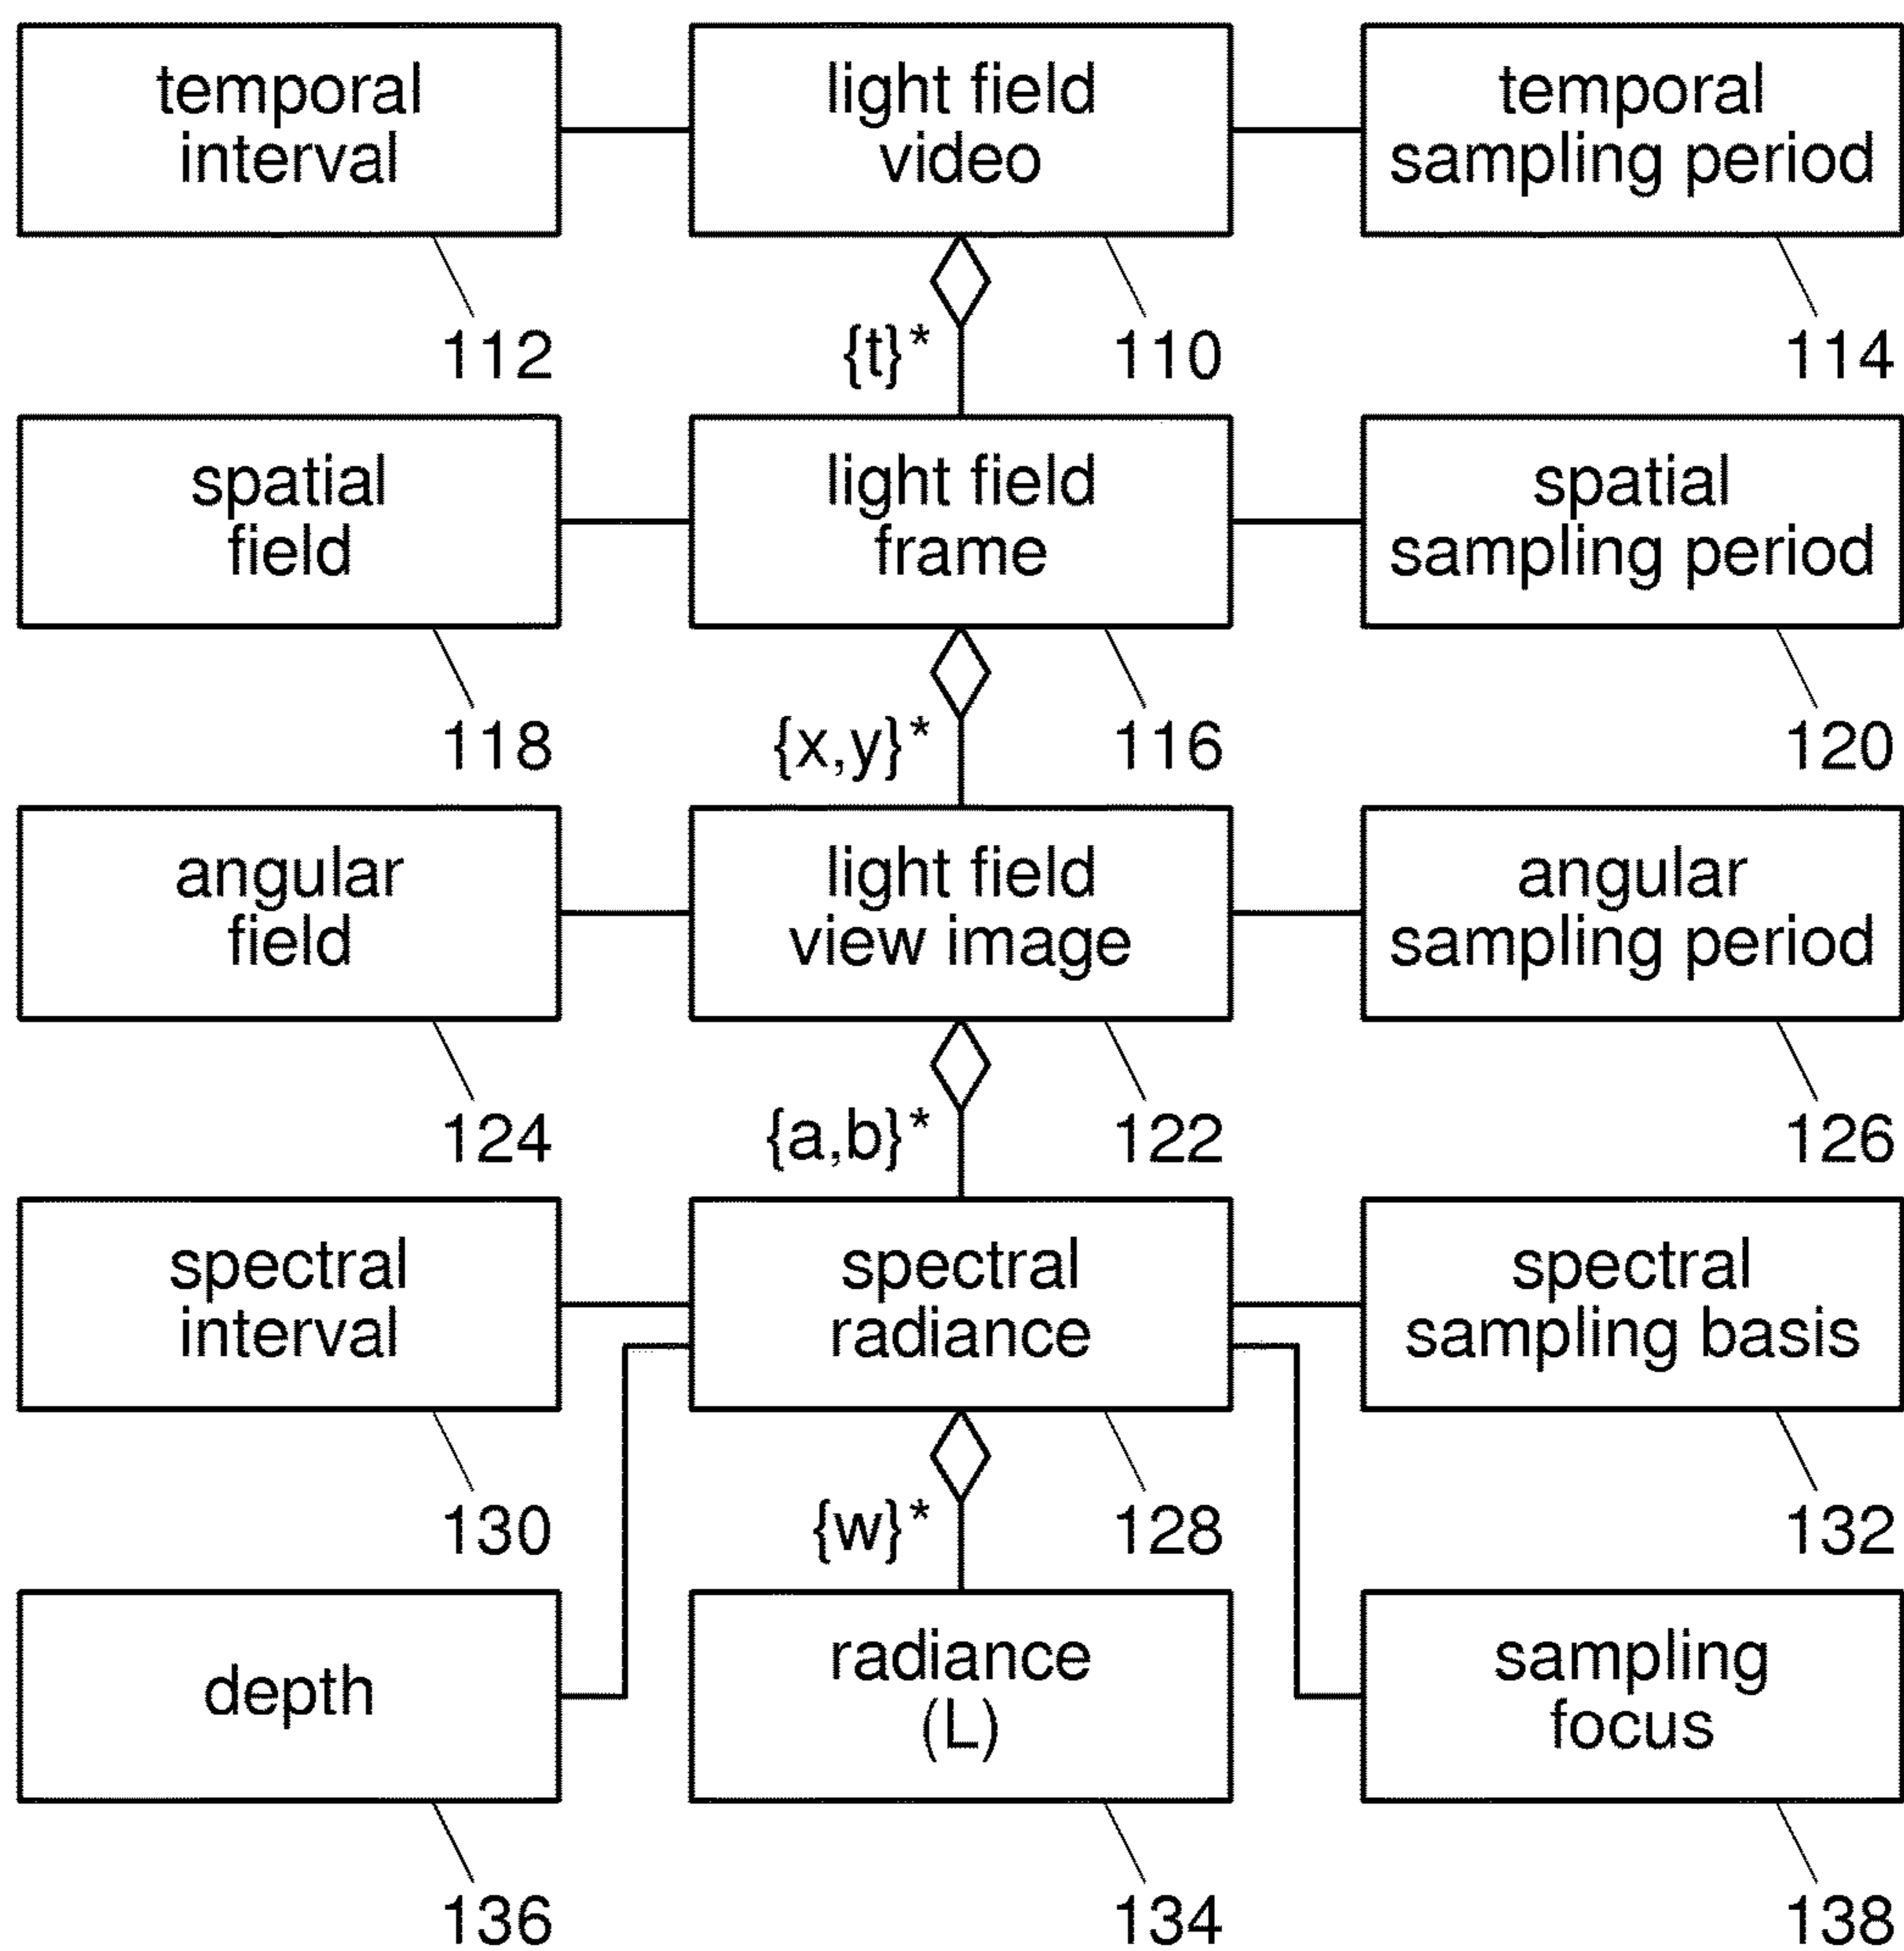 temporal
interval
light field
video
temporal
sampling period
112
{t}*
110
114
spatial
field
light field
frame
spatial
sampling period
118
{x,y}*
116
120
angular
field
light field
view image
angular
sampling period
124
{a,b}*
122
126
spectral
interval
spectral
radiance
spectral
sampling basis
130
{w}*
128
132
depth
radiance
(L)
sampling
focus
136
134
138